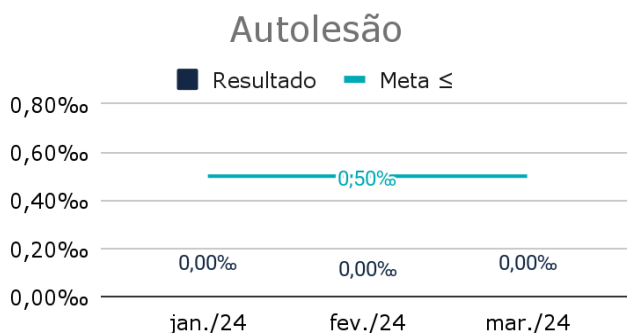 Autolesão
Resultado Meta ≤
0,80‰
0,60‰
0,50‰
0,40‰
0,20‰
0,00‰ 0,00‰ 0,00‰
0,00‰
jan./24 fev./24 mar./24